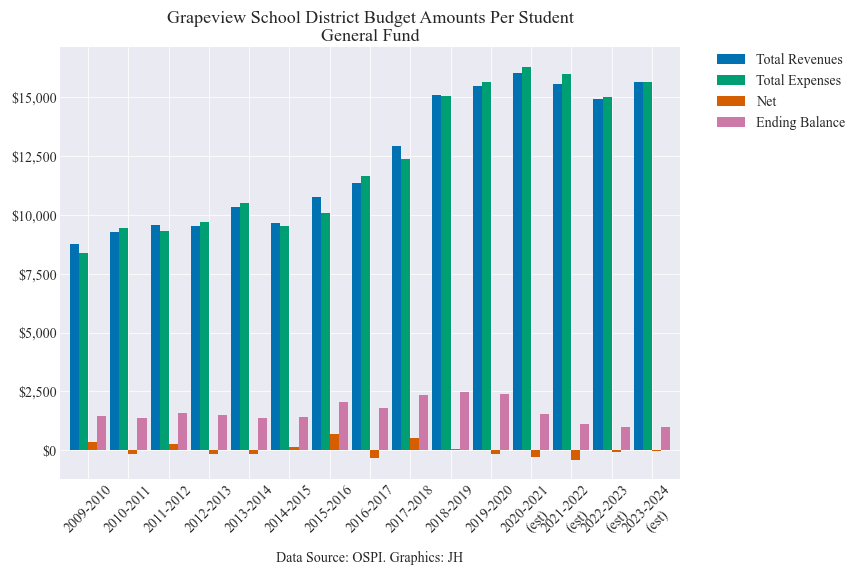 Grapeview School District Budget Amounts Per Student
General Fund
Total Revenues
Total Expenses
Net
Ending Balance
$15,000
$12,500
$10,000
$7,500
$5,000
$2,500
$0
2009-2010
2010-2011
2011-2012
2012-2013
2013-2014
2014-2015
2015-2016
2016-2017
2017-2018
2018-2019
2019-2020
2020-2021
(est)
2021-2022
(est)
2022-2023
(est)
2023-2024
(est)
Data Source: OSPI. Graphics: JH